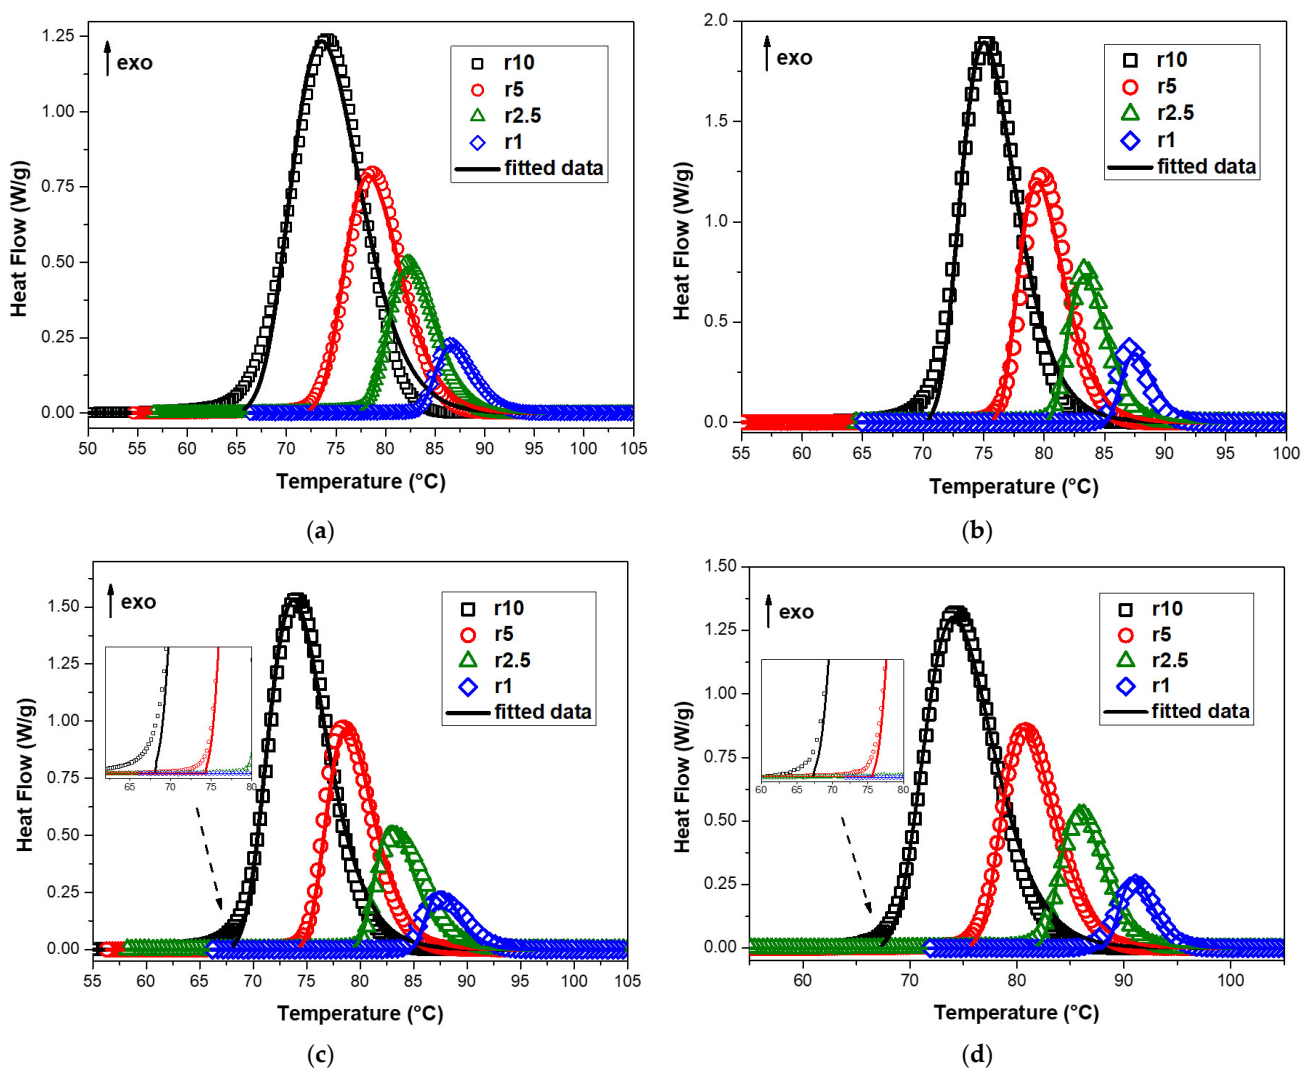 exo
r10
r5
r2.5
r1
fitted data
Heat Flow (W/g)
1.25
1.00
0.75
0.50
0.25
0.00
50 55 60 65 70 75 80 85 90 95 100 105
Temperature (°C)
(a)
exo
r10
r5
r2.5
r1
fitted data
Heat Flow (W/g)
2.0
1.5
1.0
0.5
0.0
55 60 65 70 75 80 85 90 95 100
Temperature (°C)
(b)
exo
r10
r5
r2.5
r1
fitted data
Heat Flow (W/g)
1.50
1.25
1.00
0.75
0.50
0.25
0.00
65 70 75 80
55 60 65 70 75 80 85 90 95 100 105
Temperature (°C)
(c)
exo
r10
r5
r2.5
r1
fitted data
Heat Flow (W/g)
1.50
1.25
1.00
0.75
0.50
0.25
0.00
60 65 70 75 80
60 70 80 90 100
Temperature (°C)
(d)